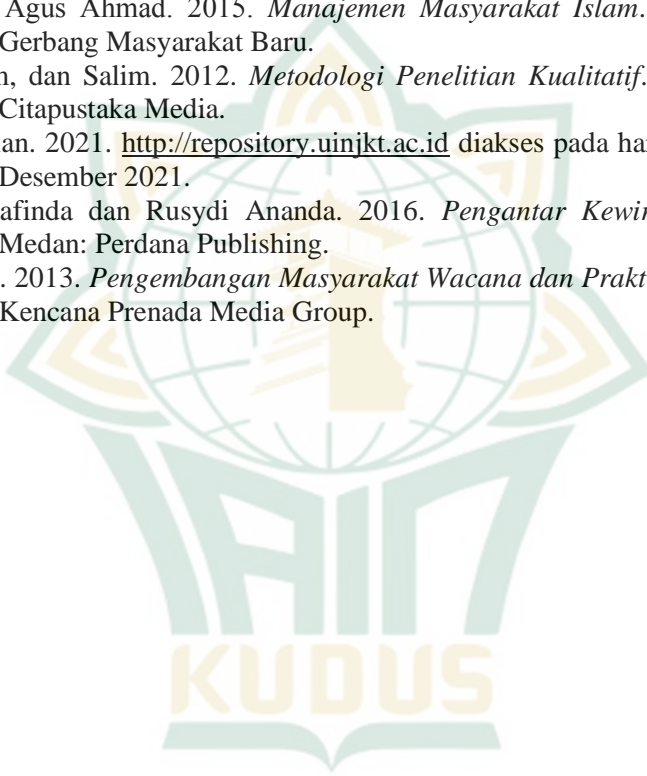 Agus Ahmad. 2015. Manajemen Masyarakat Islam.
Gerbang Masyarakat Baru.
n, dan Salim. 2012. Metodologi Penelitian Kualitatif.
Citapustaka Media.
an. 2021. http://repository.uinjkt.ac.id diakses pada har
Desember 2021.
afinda dan Rusydi Ananda. 2016. Pengantar Kewir
Medan: Perdana Publishing.
. 2013. Pengembangan Masyarakat Wacana dan Prakt
Kencana Prenada Media Group.
IAIN
KUDUS